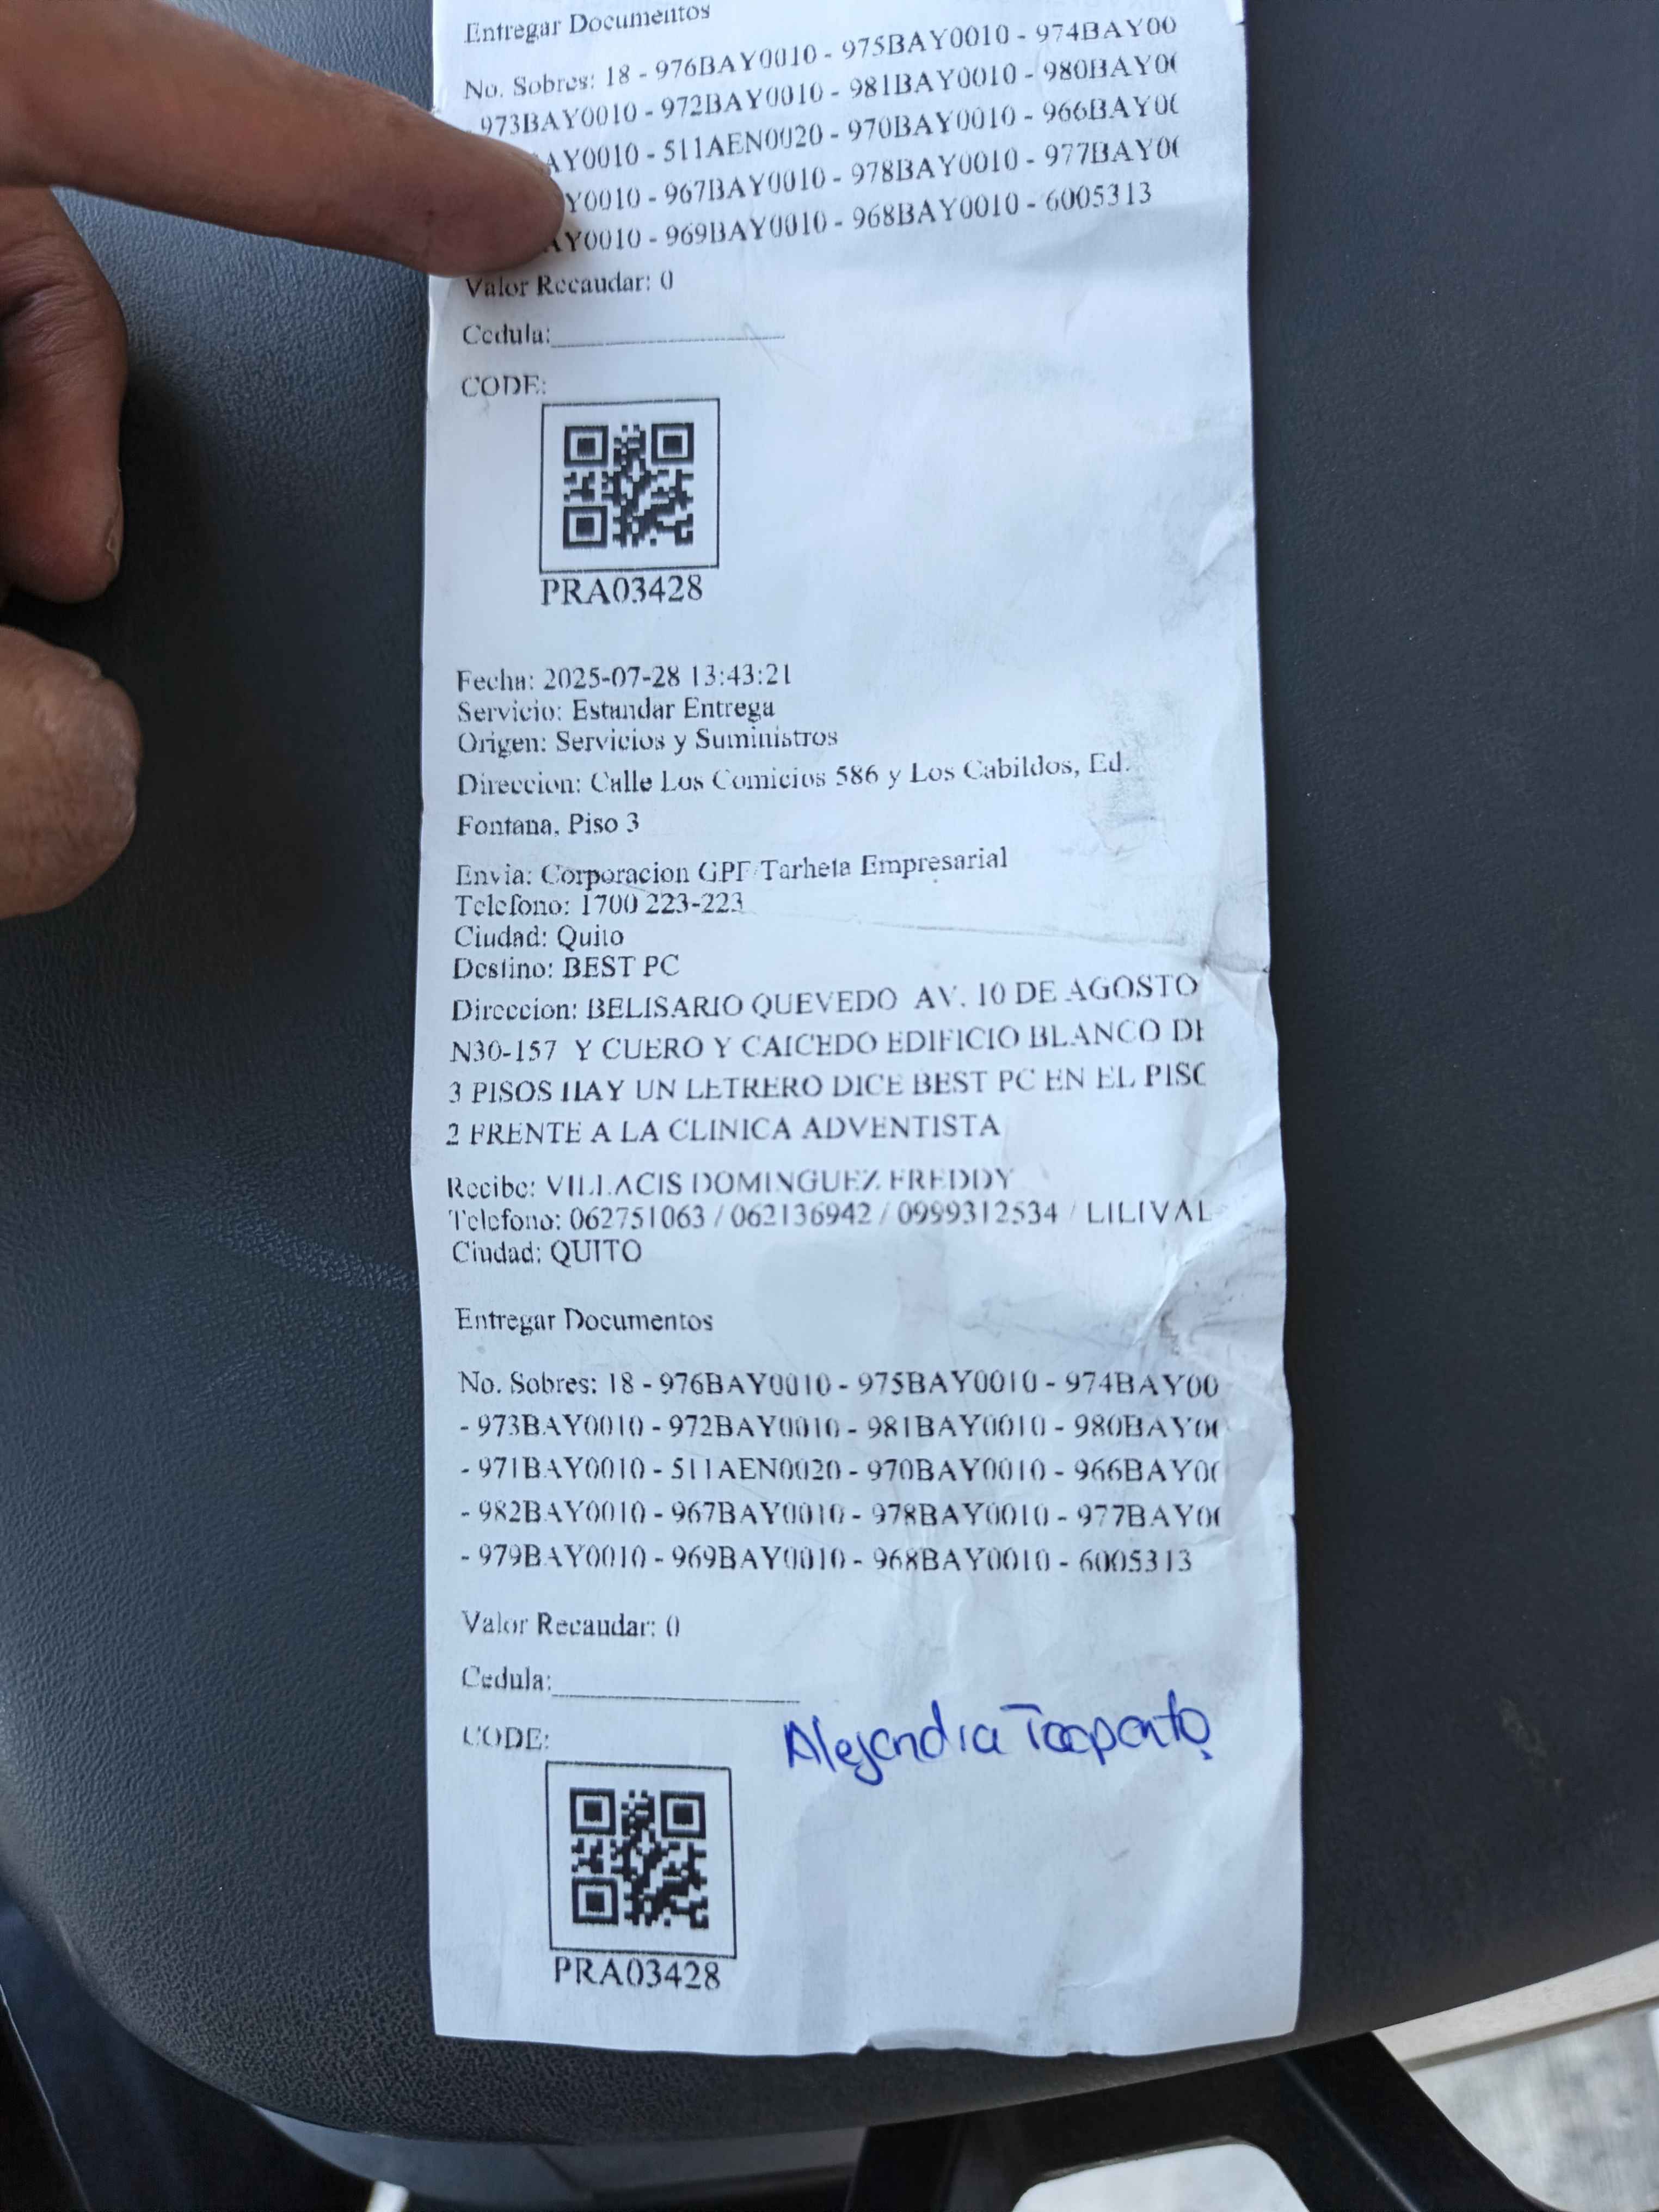 Entregar Documentos
No. Sobres: 18 - 976BAY0010 - 975BAY0010 - 974BAY00
- 973BAY0010 - 972BAY0010 - 981BAY0010 - 980BAY0
AY0010 - 511AEN0020 - 970BAY0010 - 966BAY0
Y0010 - 967BAY0010 - 978BAY0010 - 977BAY0
AY0010 - 969BAY0010 - 968BAY0010 - 6005313
Valor Recaudar: 0
Cedula:
CODE:
PRA03428
Fecha: 2025-07-28 13:43:21
Servicio: Estandar Entrega
Origen: Servicios y Suministros
Direccion: Calle Los Comicios 586 y Los Cabildos, Ed.
Fontana, Piso 3
Envia: Corporacion GPF Tarheta Empresarial
Telefono: 1700 223-223
Ciudad: Quito
Destino: BEST PC
Direccion: BELISARIO QUEVEDO AV. 10 DE AGOSTO
N30-157 Y CUERO Y CAICEDO EDIFICIO BLANCO DE
3 PISOS HAY UN LETRERO DICE BEST PC EN EL PISO
2 FRENTE A LA CLINICA ADVENTISTA
Recibe: VILLACIS DOMINGUEZ FREDDY
Telefono: 062751063 / 062136942 / 0999312534 / LILIVAL
Ciudad: QUITO
Entregar Documentos
No. Sobres: 18 - 976BAY0010 - 975BAY0010 - 974BAY00
- 973BAY0010 - 972BAY0010 - 981BAY0010 - 980BAY0
- 971BAY0010 - 511AEN0020 - 970BAY0010 - 966BAY0
- 982BAY0010 - 967BAY0010 - 978BAY0010 - 977BAY0
- 979BAY0010 - 969BAY0010 - 968BAY0010 - 6005313
Valor Recaudar: 0
Cedula:
CODE:
Alejandra
PRA03428